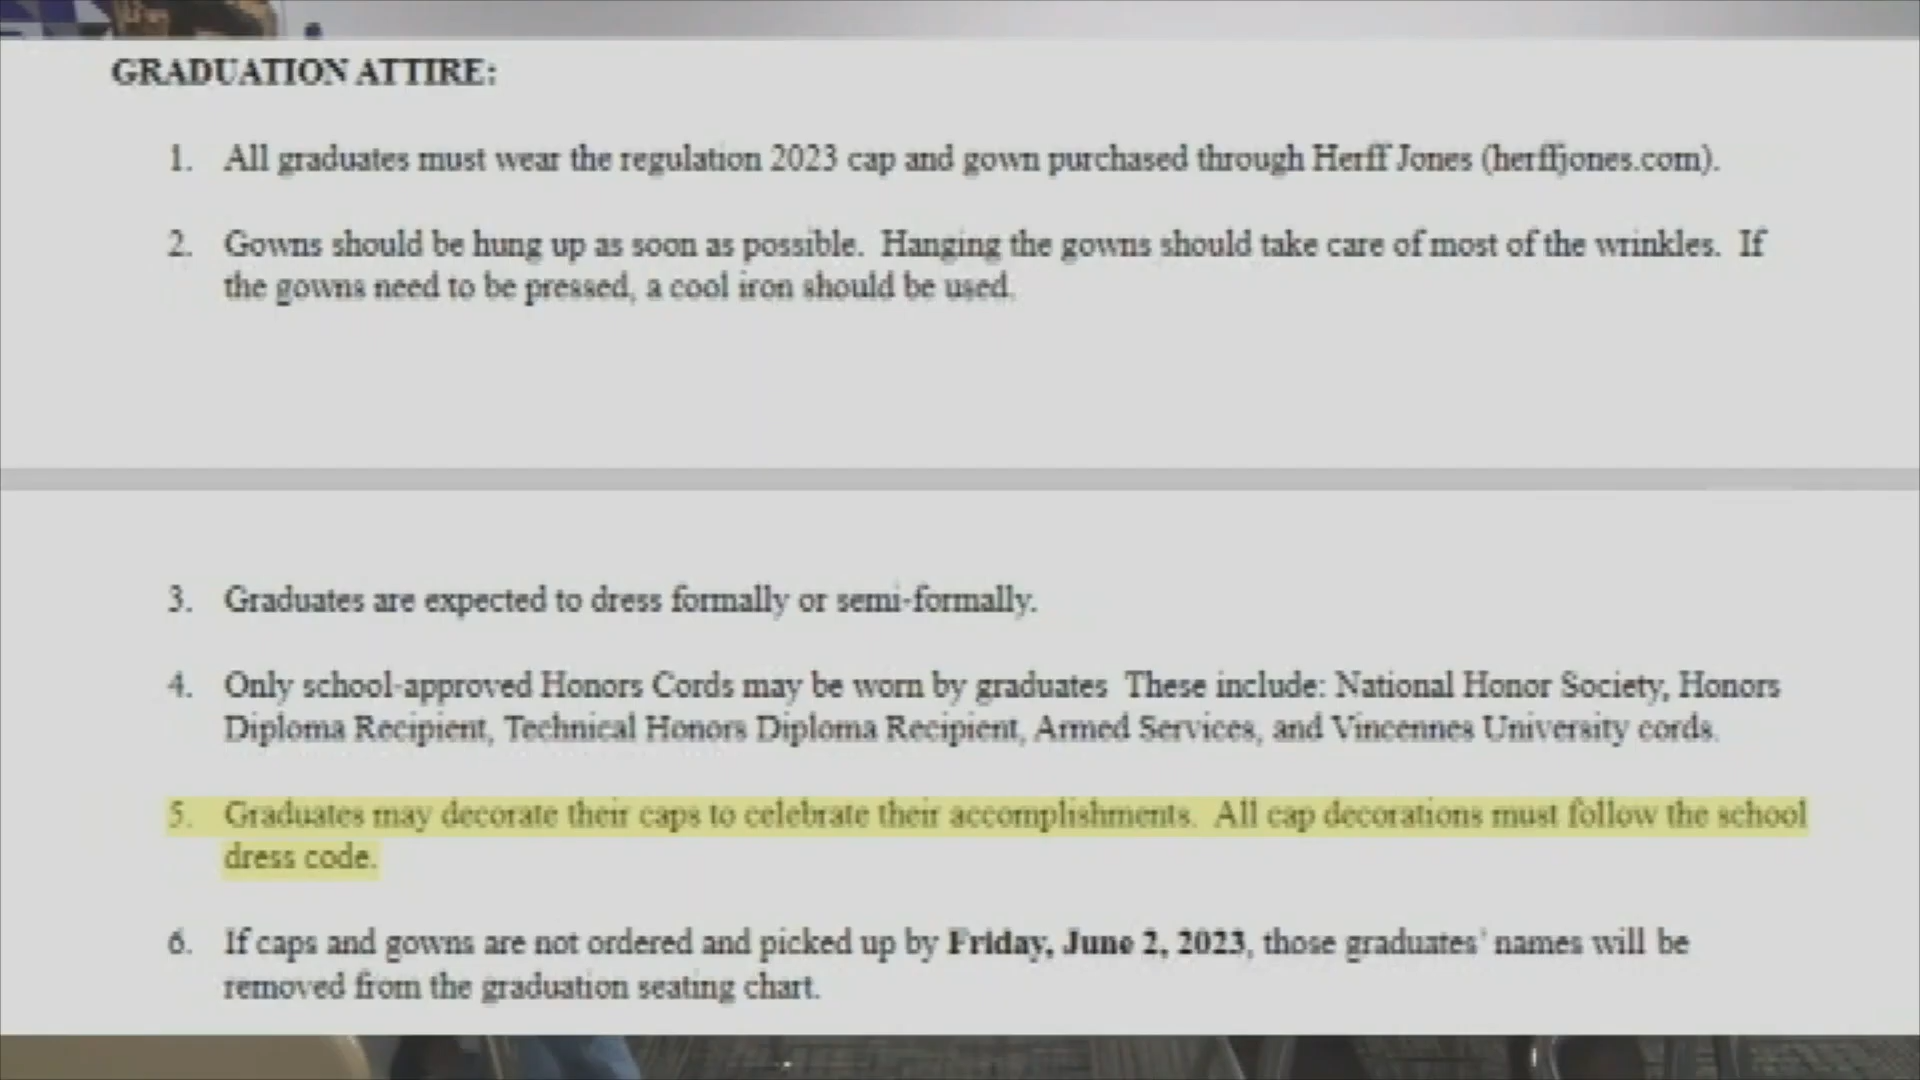 GRADUATION ATTIRE:
1. All graduates must wear the regulation 2023 cap and gown purchased through Herff Jones (herffjones.com).
2. Gowns should be hung up as soon as possible. Hanging the gowns should take care of most of the wrinkles. If
the gowns need to be pressed, a cool iron should be used.
3. Graduates are expected to dress formally or semi-formally.
4. Only school-approved Honors Cords may be worn by graduates These include: National Honor Society, Honors
Diploma Recipient, Technical Honors Diploma Recipient, Armed Services, and Vincennes University cords.
5. Graduates may decorate their caps to celebrate their accomplishments. All cap decorations must follow the school
dress code.
6. If caps and gowns are not ordered and picked up by Friday, June 2, 2023, those graduates' names will be
removed from the graduation seating chart.